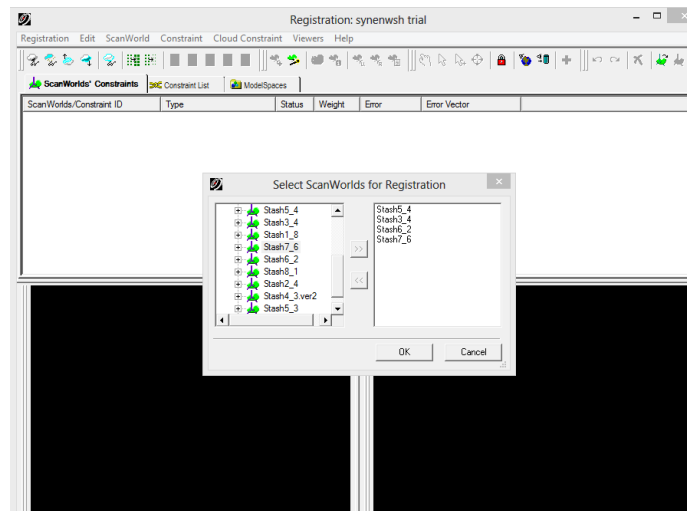 Registration: synenwsh trial
Registration Edit ScanWorld Constraint Cloud Constraint Viewers Help
ScanWorlds' Constraints Constraint List ModelSpaces
ScanWorlds/Constraint ID Type Status Weight Error Error Vector
Select ScanWorlds for Registration
Stash5_4
Stash3_4
Stash1_8
Stash7_6
Stash6_2
Stash8_1
Stash2_4
Stash4_3.ver2
Stash5_3
>>
<<
Stash5_4
Stash3_4
Stash6_2
Stash7_6
OK Cancel